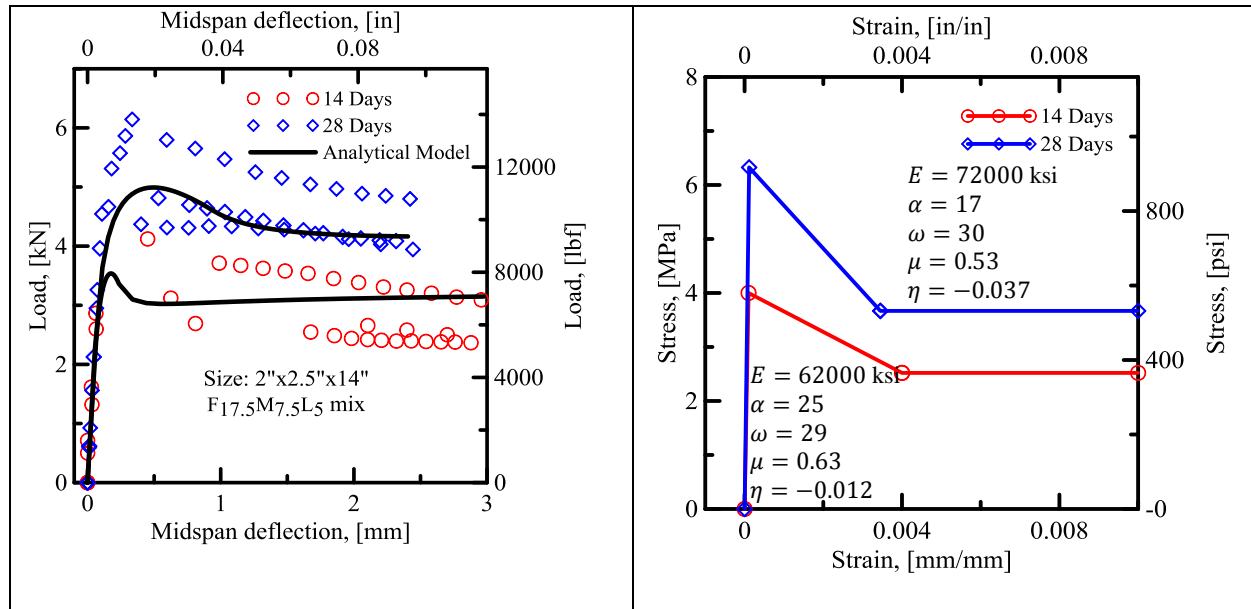 Midspan deflection, [in]
0 0.04 0.08
6
4
2
0
Load, [kN]
14 Days
28 Days
Analytical Model
12000
8000
4000
0
Load, [lbf]
Size: 2"x2.5"x14"
F17.5M7.5L5 mix
0 1 2 3
Midspan deflection, [mm]
Strain, [in/in]
0 0.004 0.008
8
6
4
2
0
Stress, [MPa]
14 Days
28 Days
E = 72000 ksi
α = 17
ω = 30
μ = 0.53
η = −0.037
800
400
-0
Stress, [psi]
E = 62000 ksi
α = 25
ω = 29
μ = 0.63
η = −0.012
0 0.004 0.008
Strain, [mm/mm]